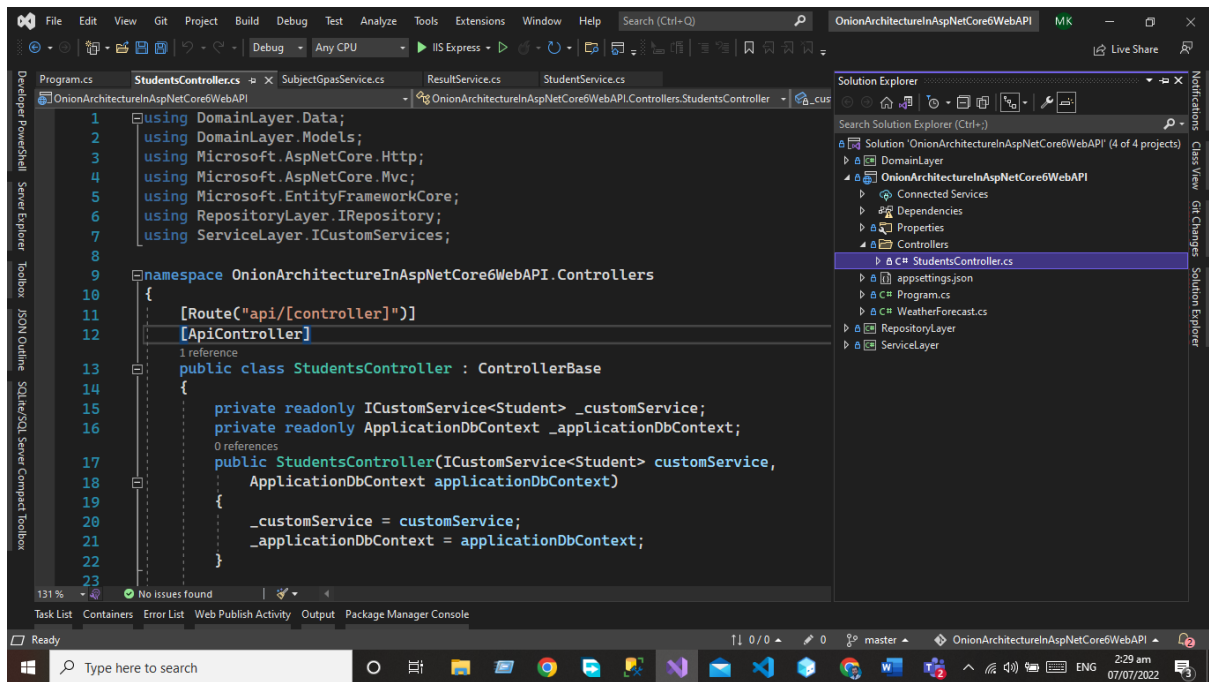 File Edit View Git Project Build Debug Test Analyze Tools Extensions Window Help Search (Ctrl+Q) OnionArchitectureInAspNetCore6WebAPI MK
Debug Any CPU IIS Express Live Share
Program.cs StudentsController.cs SubjectGpasService.cs ResultService.cs StudentService.cs
OnionArchitectureInAspNetCore6WebAPI OnionArchitectureInAspNetCore6WebAPI.Controllers.StudentsController _cus
1 using DomainLayer.Data;
2 using DomainLayer.Models;
3 using Microsoft.AspNetCore.Http;
4 using Microsoft.AspNetCore.Mvc;
5 using Microsoft.EntityFrameworkCore;
6 using RepositoryLayer.IRepository;
7 using ServiceLayer.ICustomServices;
8
9 namespace OnionArchitectureInAspNetCore6WebAPI.Controllers
10 {
11 [Route("api/[controller]")]
12 [ApiController]
1 reference
13 public class StudentsController : ControllerBase
14 {
15 private readonly ICustomService<Student> _customService;
16 private readonly ApplicationDbContext _applicationDbContext;
0 references
17 public StudentsController(ICustomService<Student> customService,
18 ApplicationDbContext applicationDbContext)
19 {
20 _customService = customService;
21 _applicationDbContext = applicationDbContext;
22 }
23
131 % No issues found
Solution Explorer
Search Solution Explorer (Ctrl+;)
Solution 'OnionArchitectureInAspNetCore6WebAPI' (4 of 4 projects)
DomainLayer
OnionArchitectureInAspNetCore6WebAPI
Connected Services
Dependencies
Properties
Controllers
C# StudentsController.cs
appsettings.json
C# Program.cs
C# WeatherForecast.cs
RepositoryLayer
ServiceLayer
Developer PowerShell
Server Explorer
Toolbox
JSON Outline
SQLite/SQL Server Compact Toolbox
Notifications
Class View
Git Changes
Solution Explorer
Task List Containers Error List Web Publish Activity Output Package Manager Console
Ready 0 / 0 0 master OnionArchitectureInAspNetCore6WebAPI 2
Type here to search ENG 2:29 am
07/07/2022 3